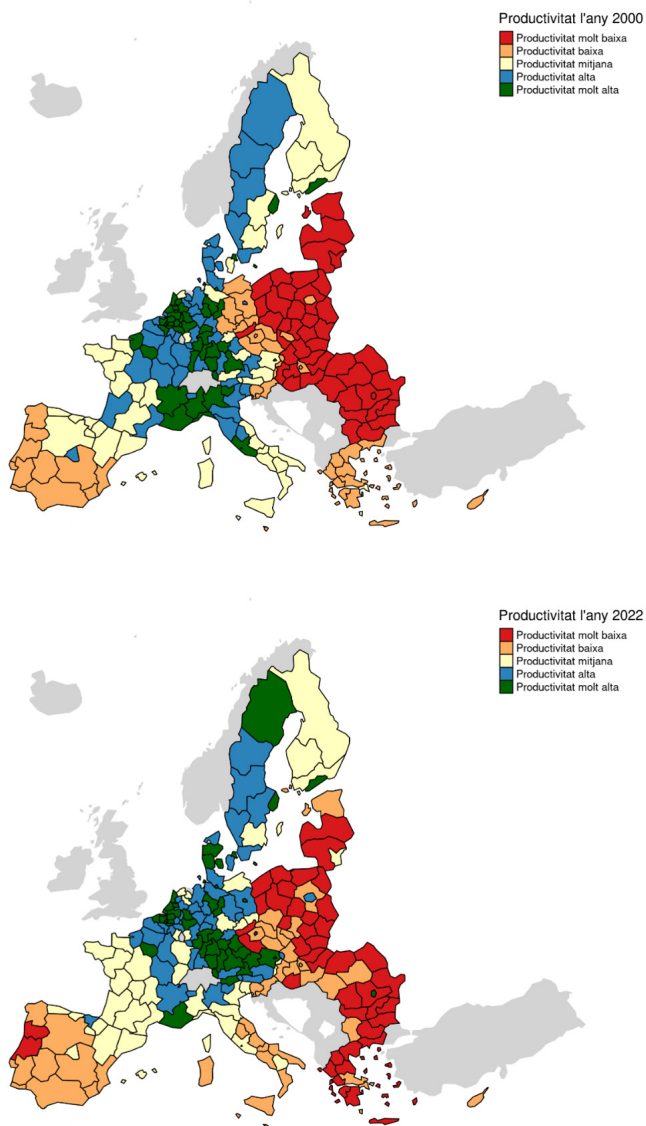 Productivitat l'any 2000
Productivitat molt baixa
Productivitat baixa
Productivitat mitjana
Productivitat alta
Productivitat molt alta
Productivitat l'any 2022
Productivitat molt baixa
Productivitat baixa
Productivitat mitjana
Productivitat alta
Productivitat molt alta